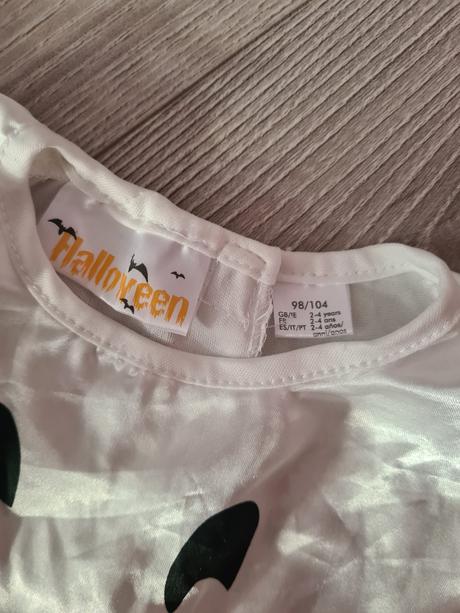 Halloween
98/104
GB/IE 2-4 years
FR 2-4 ans
ES/IT/PT 2-4 años/
anni/anos